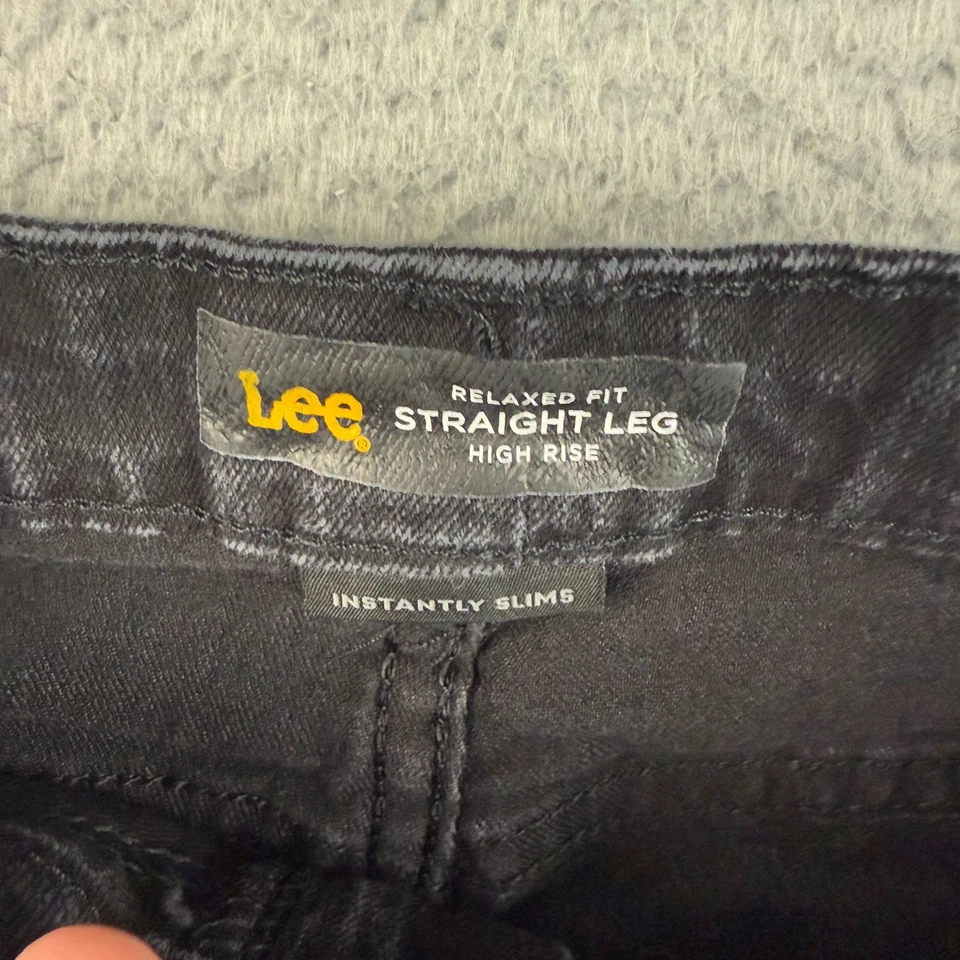 Lee®
RELAXED FIT
STRAIGHT LEG
HIGH RISE
INSTANTLY SLIMS